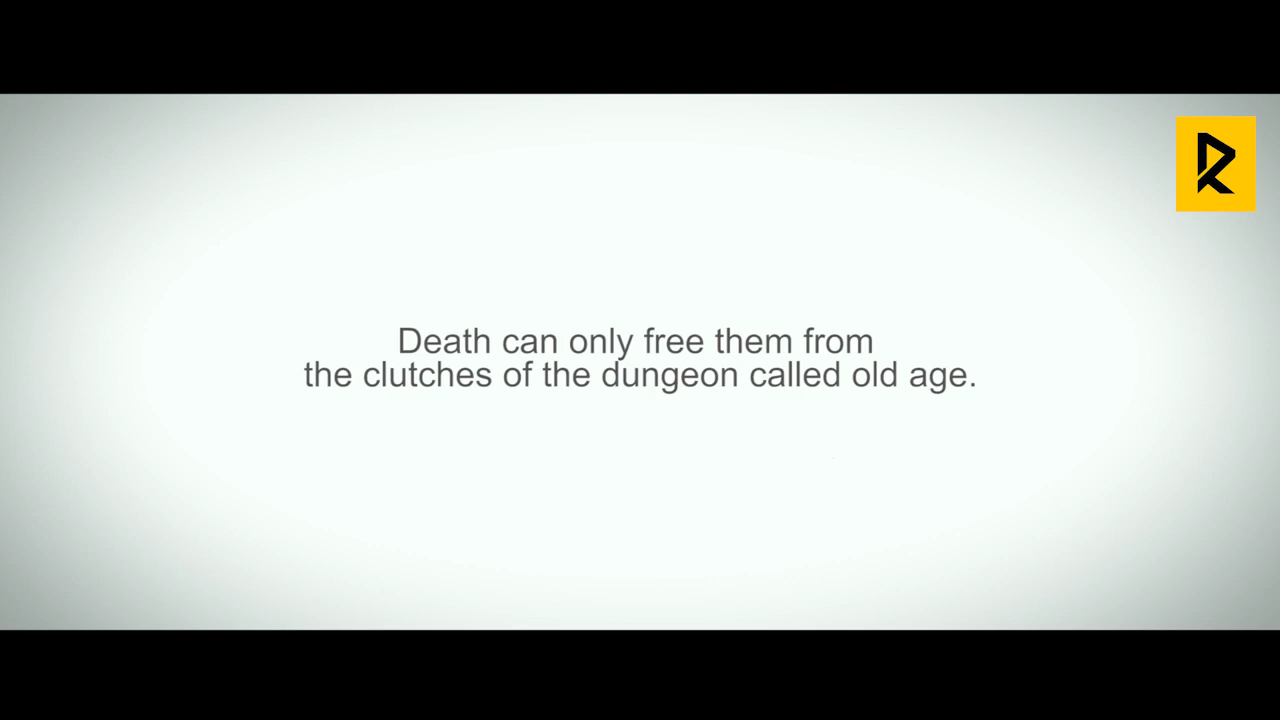 Death can only free them from
the clutches of the dungeon called old age.